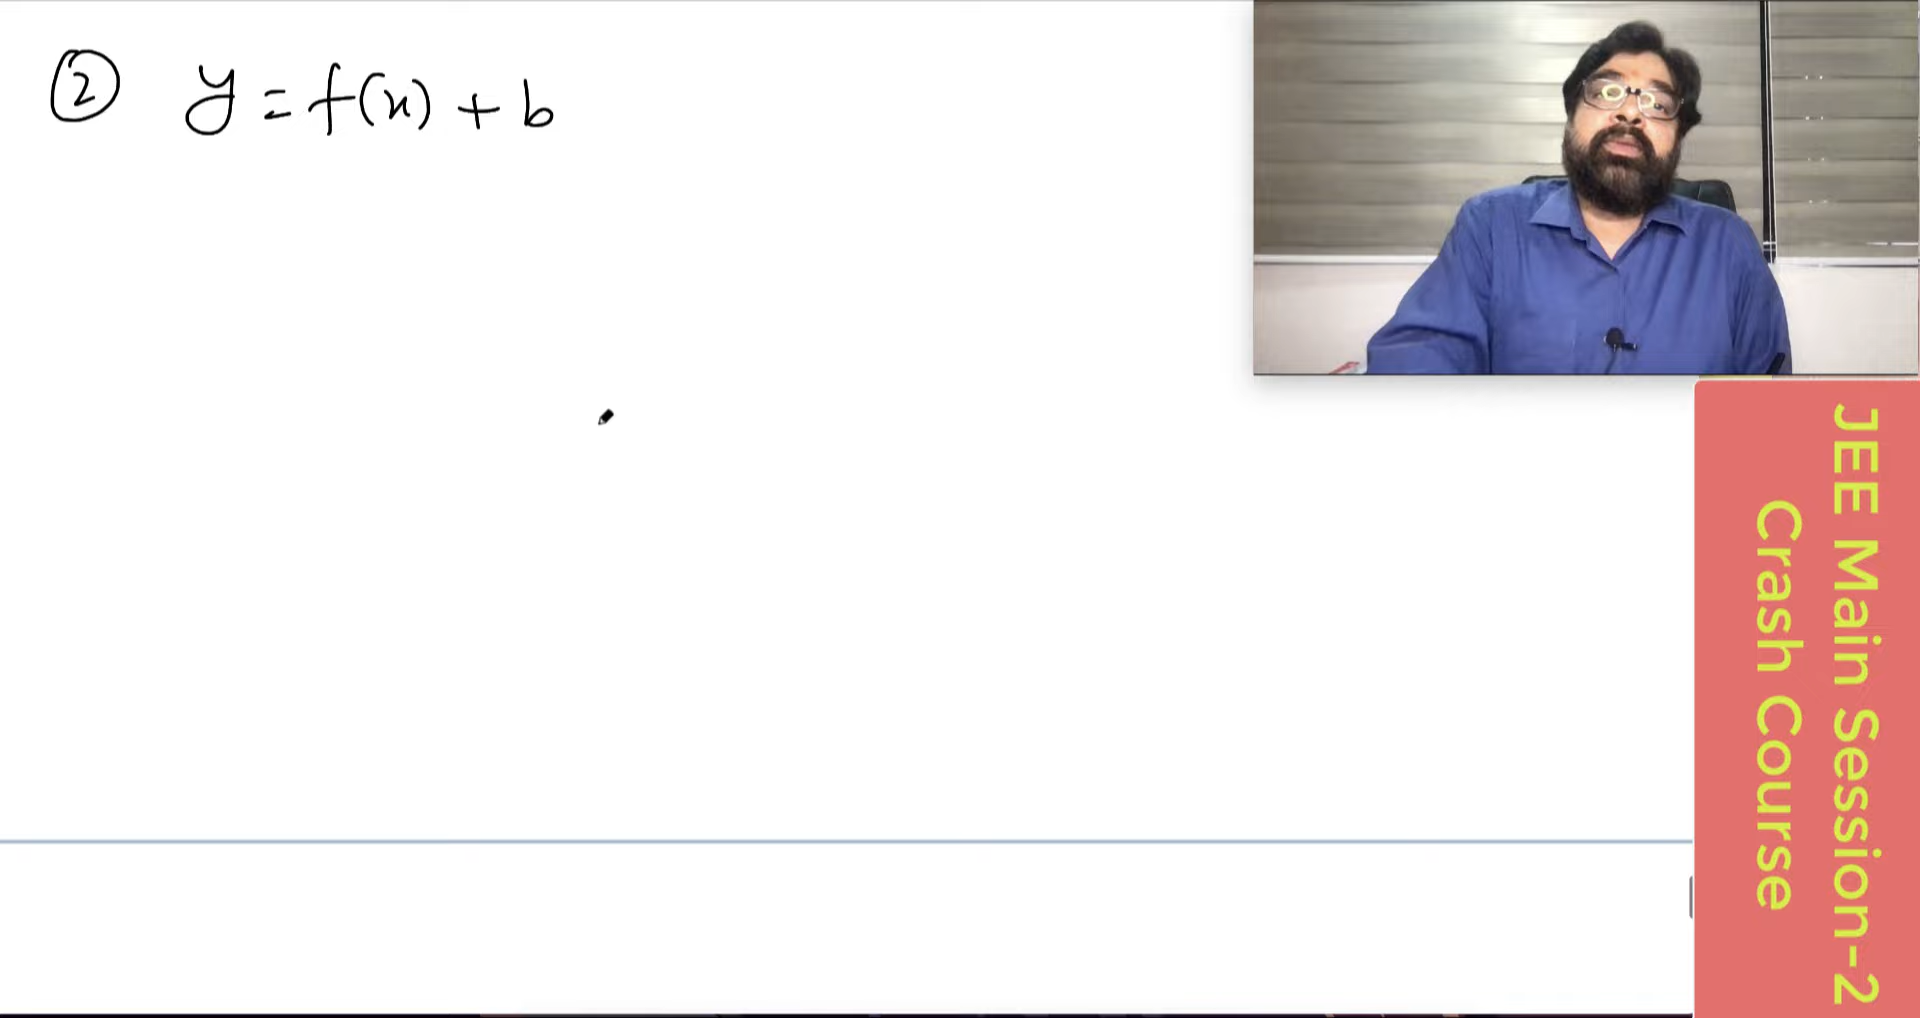 ② y = f(x) + b
JEE Main Session-2
Crash Course